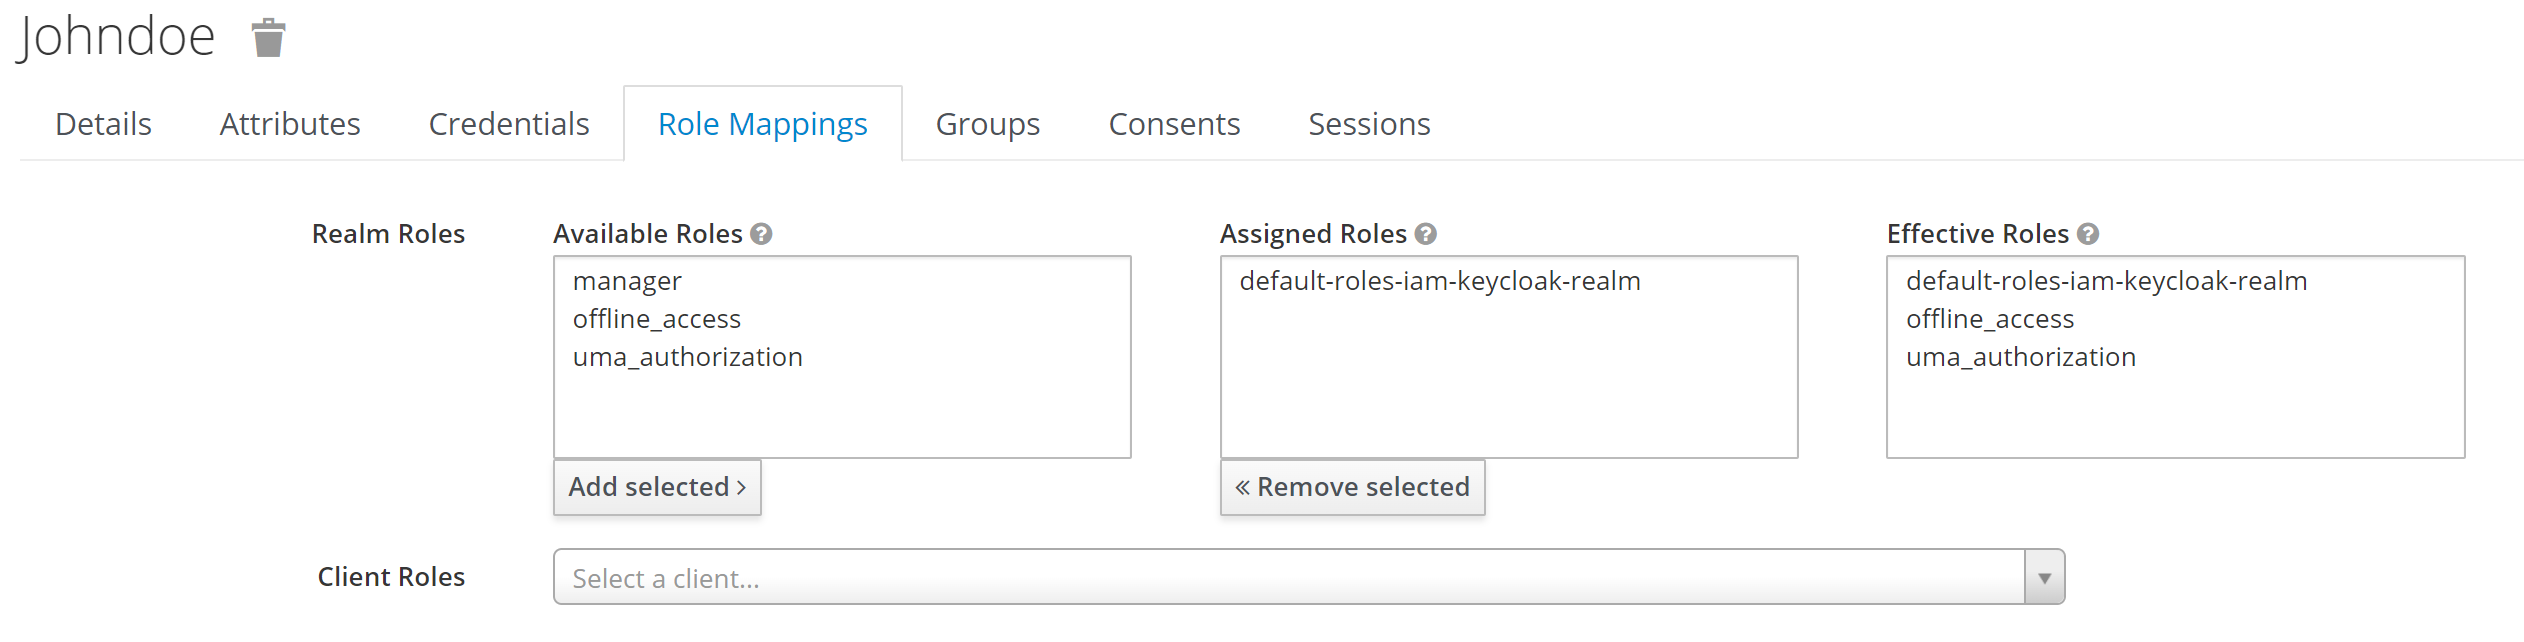 Johndoe
Details Attributes Credentials Role Mappings Groups Consents Sessions
Realm Roles Available Roles Assigned Roles Effective Roles
manager default-roles-iam-keycloak-realm default-roles-iam-keycloak-realm
offline_access offline_access
uma_authorization uma_authorization
Add selected > « Remove selected
Client Roles Select a client...